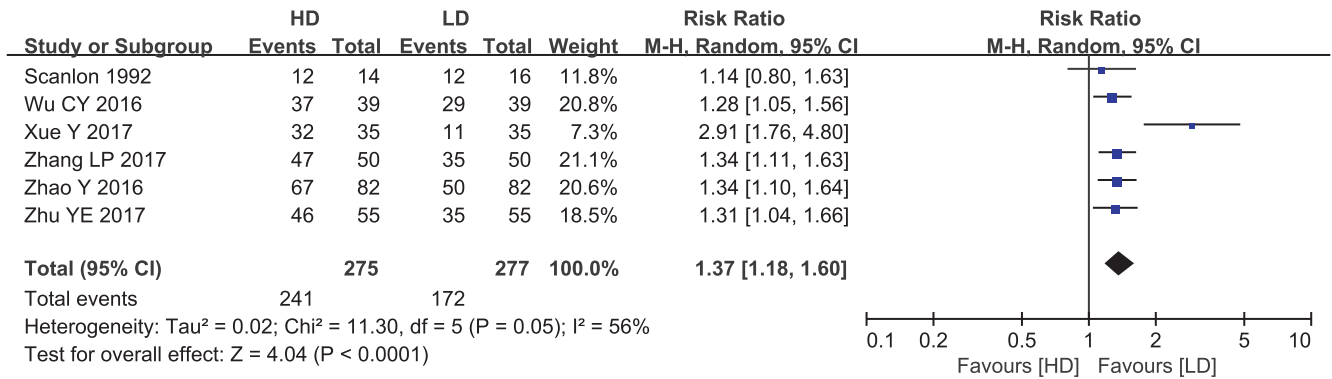 HD LD Risk Ratio Risk Ratio
Study or Subgroup Events Total Events Total Weight M-H, Random, 95% CI M-H, Random, 95% CI
Scanlon 1992 12 14 12 16 11.8% 1.14 [0.80, 1.63]
Wu CY 2016 37 39 29 39 20.8% 1.28 [1.05, 1.56]
Xue Y 2017 32 35 11 35 7.3% 2.91 [1.76, 4.80]
Zhang LP 2017 47 50 35 50 21.1% 1.34 [1.11, 1.63]
Zhao Y 2016 67 82 50 82 20.6% 1.34 [1.10, 1.64]
Zhu YE 2017 46 55 35 55 18.5% 1.31 [1.04, 1.66]
Total (95% CI) 275 277 100.0% 1.37 [1.18, 1.60]
Total events 241 172
Heterogeneity: Tau² = 0.02; Chi² = 11.30, df = 5 (P = 0.05); I² = 56%
Test for overall effect: Z = 4.04 (P < 0.0001)
0.1 0.2 0.5 1 2 5 10
Favours [HD] Favours [LD]